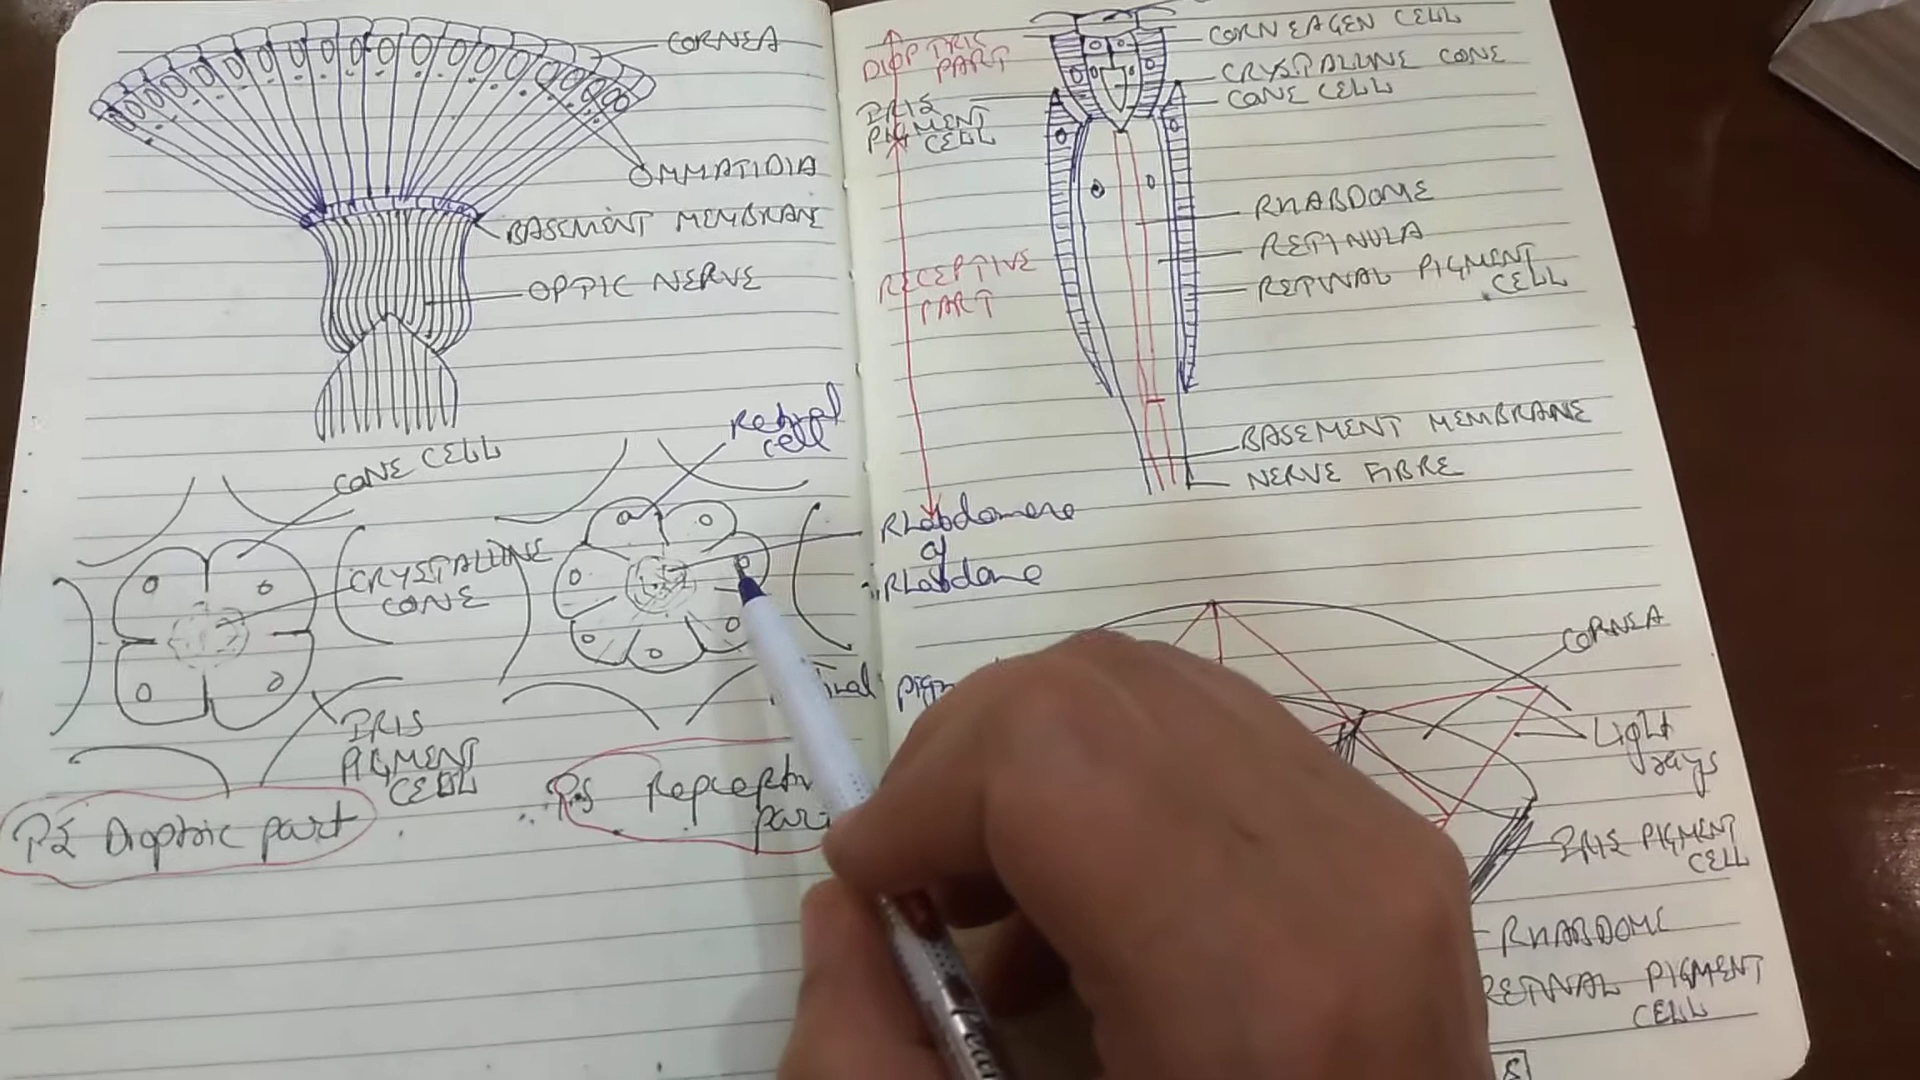 CORNEA
OMMATIDIA
BASEMENT MEMBRANE
OPTIC NERVE
CONE CELL
CRYSTALLINE
CONE
IRIS
PIGMENT
CELL
TS Dioptric part
Retinal
cell
Rhabdomere
of
Rhabdome
TS
DIOPTRIC
PART
IRIS
PIGMENT
CELL
RECEPTIVE
PART
CORNEAGEN CELL
CRYSTALLINE CONE
CONE CELL
RHABDOME
RETINULA
RETINAL PIGMENT
CELL
BASEMENT MEMBRANE
NERVE FIBRE
CORNEA
Light
rays
IRIS PIGMENT
CELL
RHABDOME
RETINAL PIGMENT
CELL